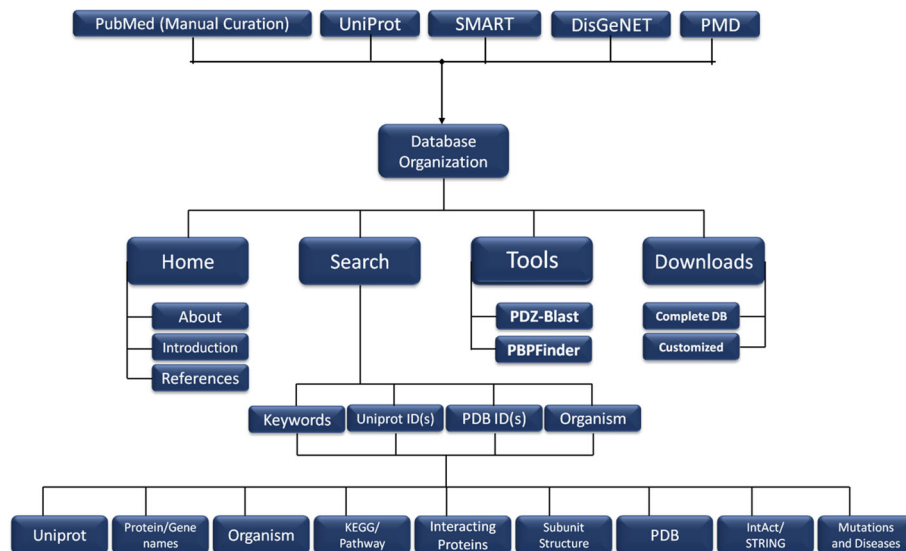 PubMed (Manual Curation)
UniProt
SMART
DisGeNET
PMD
Database
Organization
Home
Search
Tools
Downloads
About
Introduction
References
PDZ-Blast
PBPFinder
Complete DB
Customized
Keywords
Uniprot ID(s)
PDB ID(s)
Organism
Uniprot
Protein/Gene
names
Organism
KEGG/
Pathway
Interacting
Proteins
Subunit
Structure
PDB
IntAct/
STRING
Mutations
and Diseases